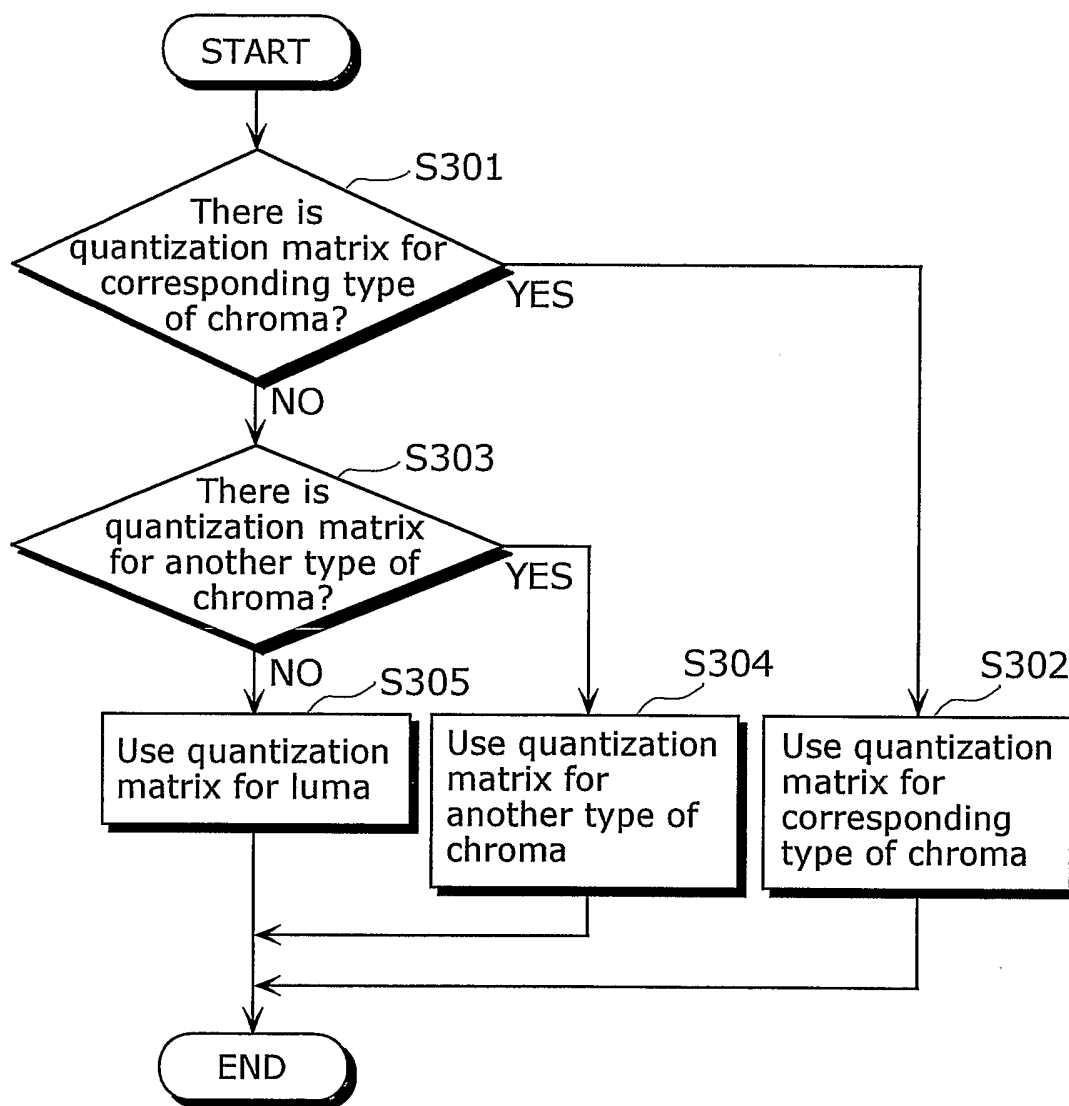 START
S301
There is
quantization matrix for
corresponding type
of chroma?
YES
NO
S303
There is
quantization matrix
for another type of
chroma?
YES
NO
S305
Use quantization
matrix for luma
S304
Use quantization
matrix for
another type of
chroma
S302
Use quantization
matrix for
corresponding
type of chroma
END